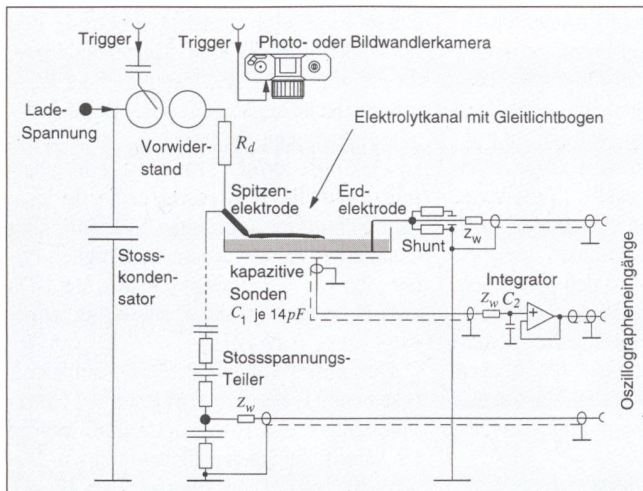 Trigger
Trigger
Photo- oder Bildwandlerkamera
Lade-
Spannung
Vorwider-
stand
R_d
Elektrolytkanal mit Gleitlichtbogen
Spitzen-
elektrode
Erd-
elektrode
Shunt
Z_w
Stoss-
konden-
sator
kapazitive
Sonden
C_1 je 14pF
Integrator
Z_w C_2
+
Stossspannungs-
Teiler
Z_w
Oszillographeneingänge